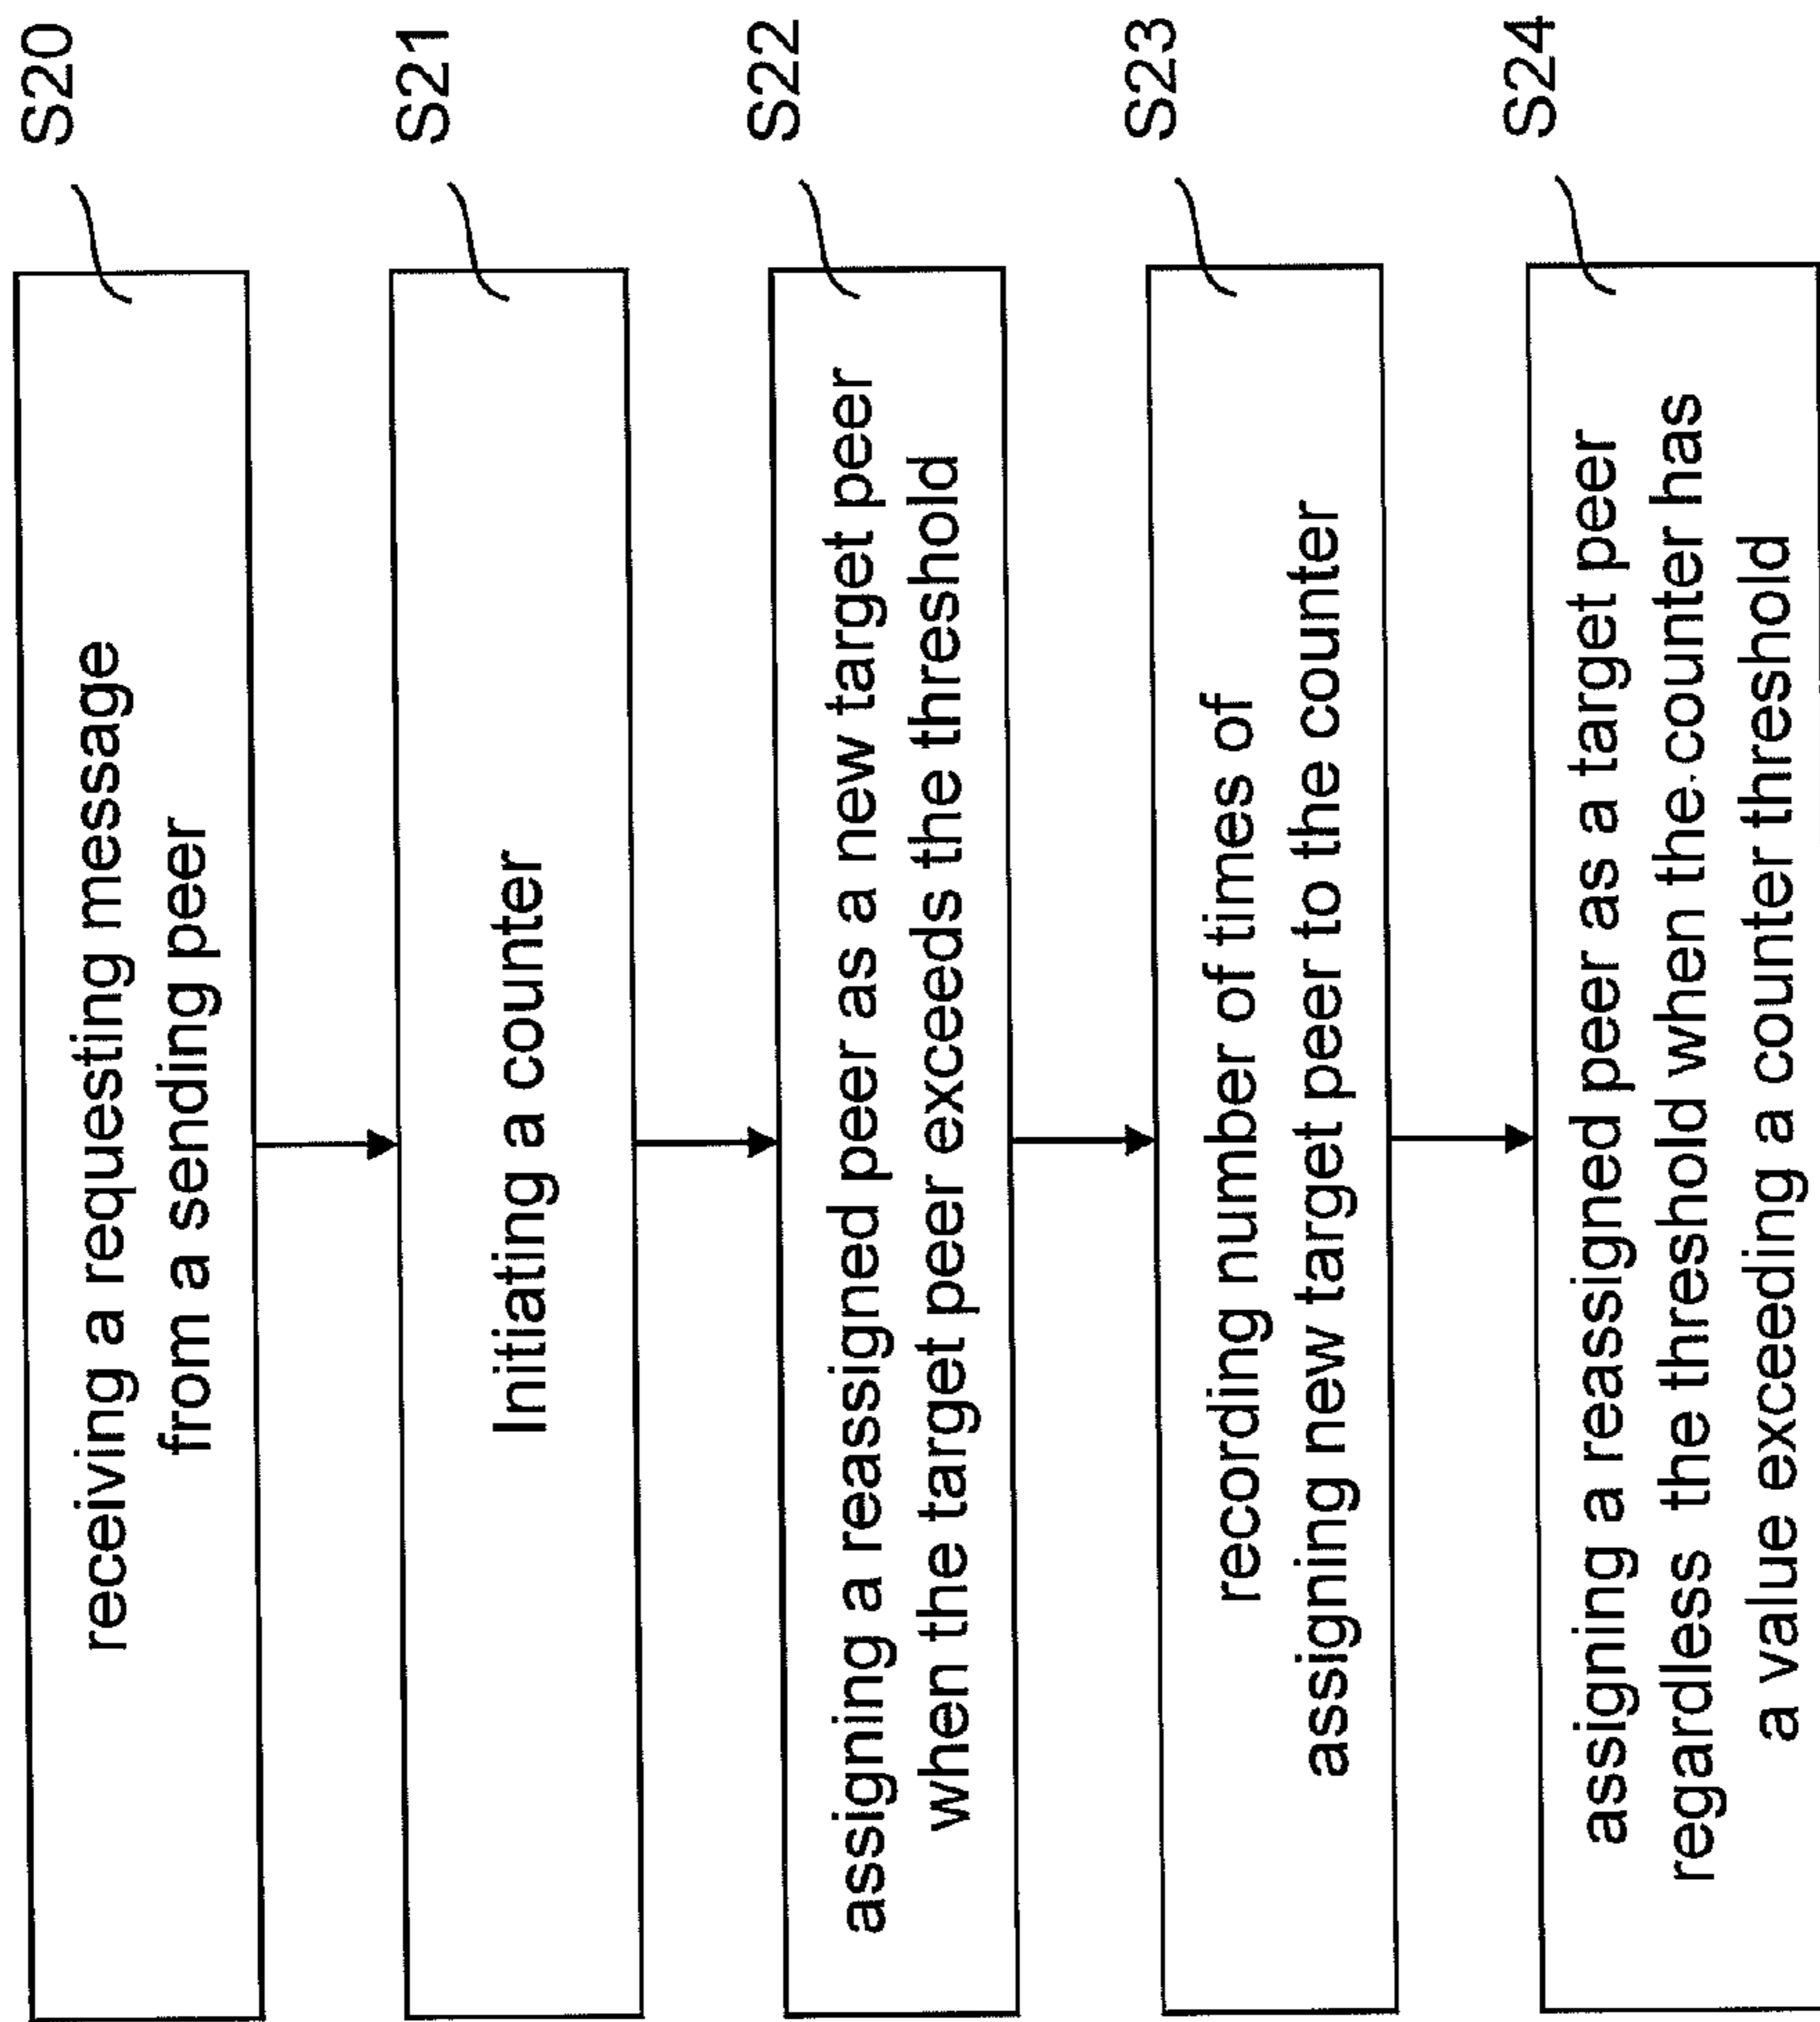 receiving a requesting message
from a sending peer
S20
Initiating a counter
S21
assigning a reassigned peer as a new target peer
when the target peer exceeds the threshold
S22
recording number of times of
assigning new target peer to the counter
S23
assigning a reassigned peer as a target peer
regardless the threshold when the counter has
a value exceeding a counter threshold
S24